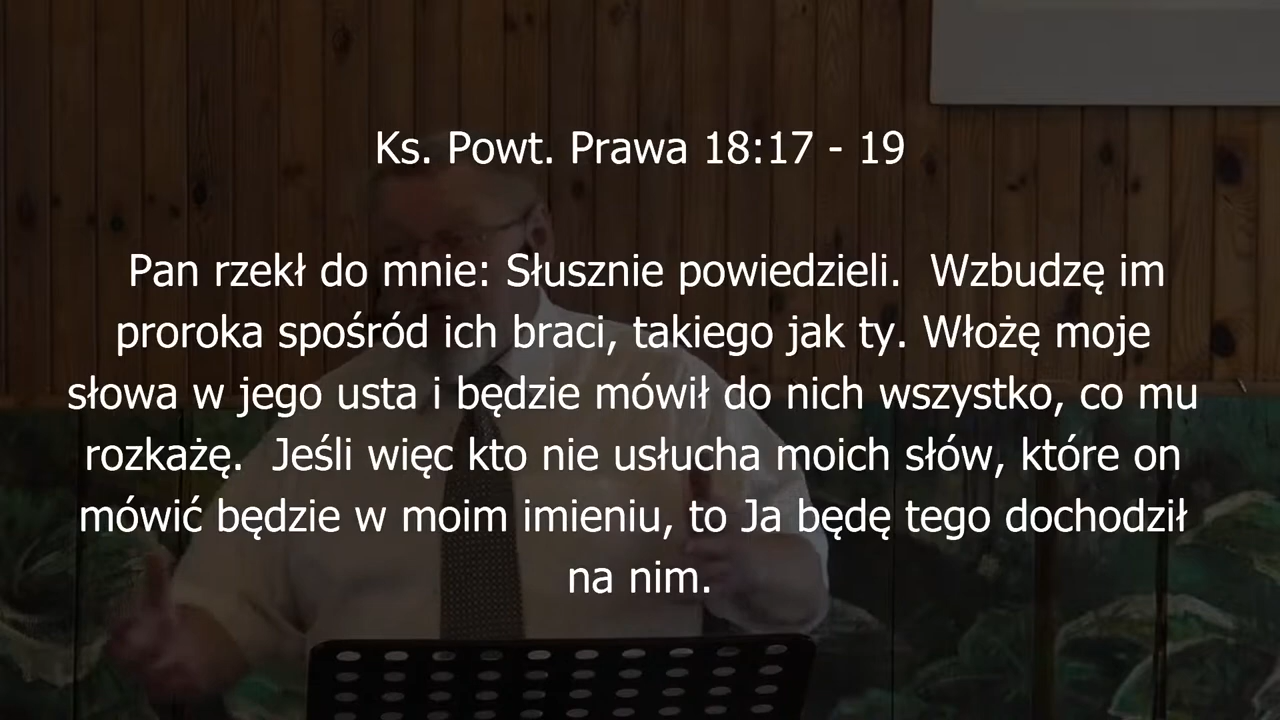 Ks. Powt. Prawa 18:17 - 19
Pan rzekł do mnie: Słusznie powiedzieli.  Wzbudzę im
proroka spośród ich braci, takiego jak ty. Włożę moje
słowa w jego usta i będzie mówił do nich wszystko, co mu
rozkażę.  Jeśli więc kto nie usłucha moich słów, które on
mówić będzie w moim imieniu, to Ja będę tego dochodził
na nim.